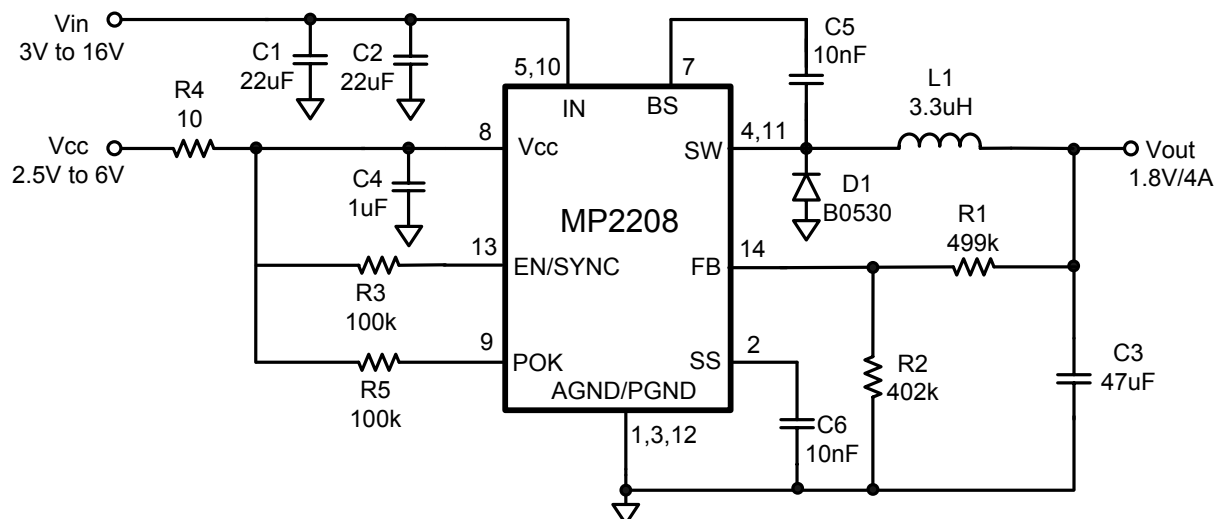 Vin
3V to 16V
C1
22uF
C2
22uF
5,10
7
C5
10nF
R4
10
IN
BS
L1
3.3uH
Vcc
2.5V to 6V
8
Vcc
4,11
SW
Vout
1.8V/4A
C4
1uF
D1
B0530
MP2208
R1
499k
13
EN/SYNC
14
FB
R3
100k
9
POK
2
SS
R5
100k
AGND/PGND
R2
402k
C3
47uF
1,3,12
C6
10nF